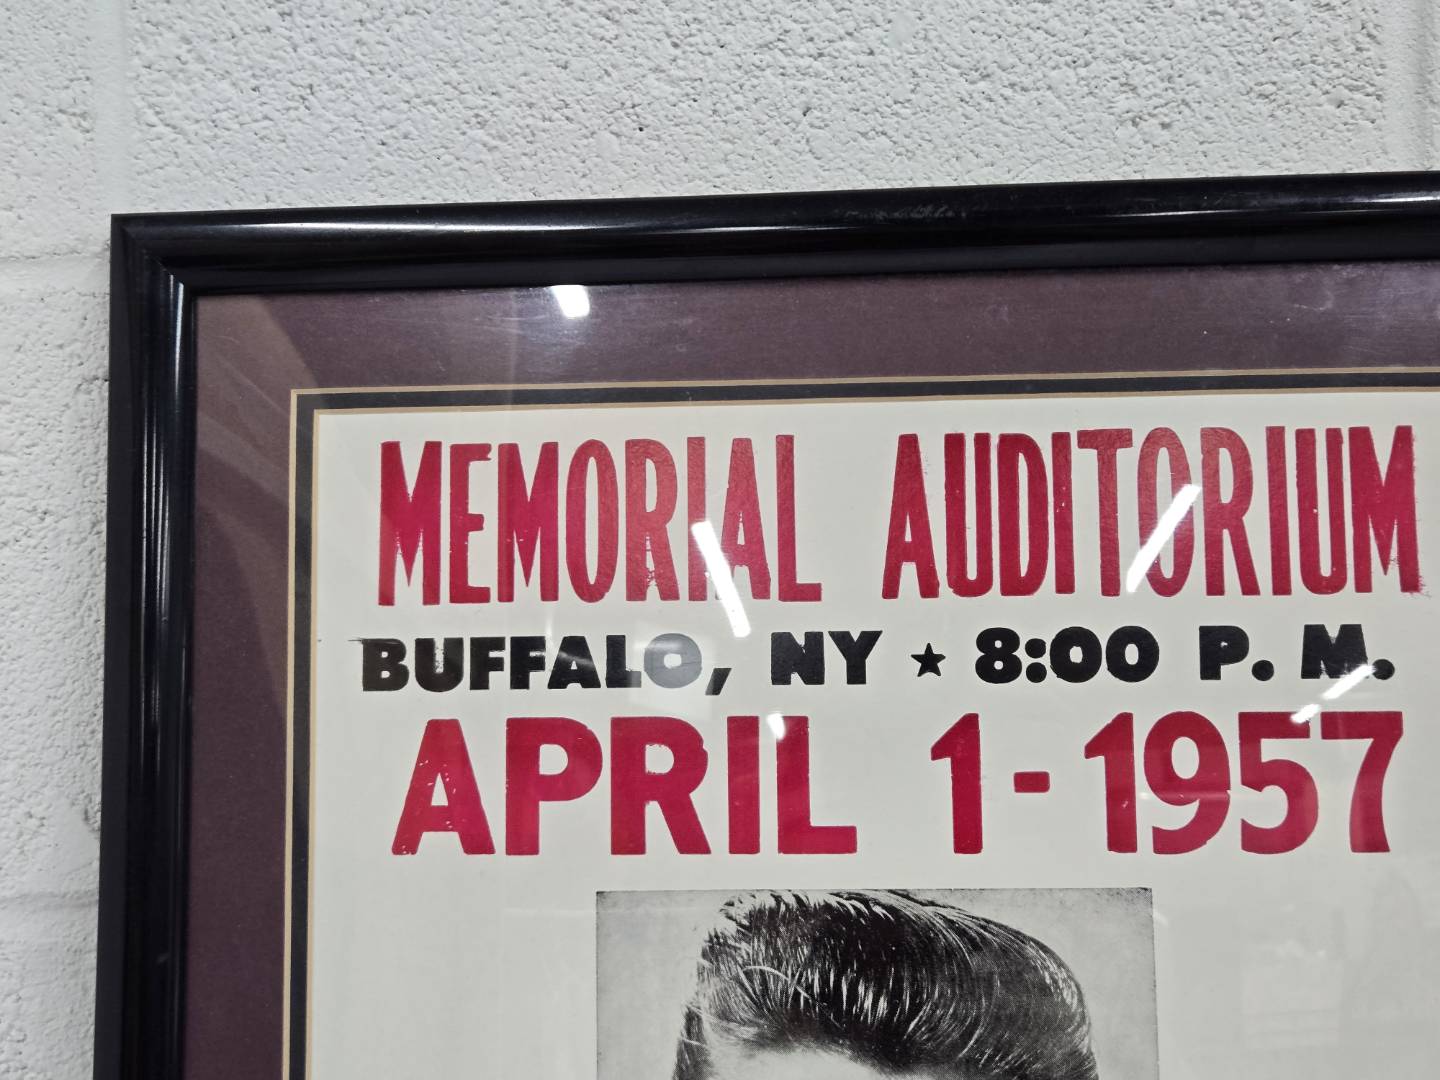 MEMORIAL AUDITORIUM
BUFFALO, NY ★ 8:00 P. M.
APRIL 1 - 1957